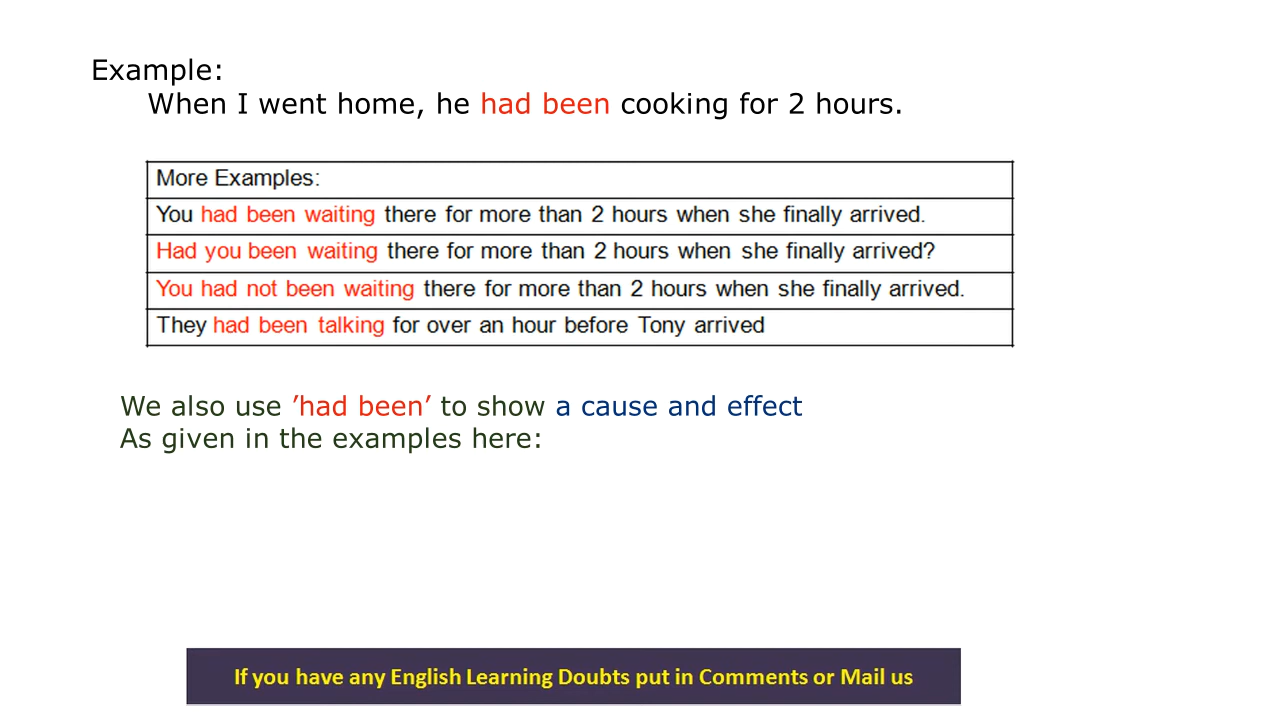 Example:
When I went home, he had been cooking for 2 hours.
More Examples:
You had been waiting there for more than 2 hours when she finally arrived.
Had you been waiting there for more than 2 hours when she finally arrived?
You had not been waiting there for more than 2 hours when she finally arrived.
They had been talking for over an hour before Tony arrived
We also use ’had been’ to show a cause and effect
As given in the examples here:
If you have any English Learning Doubts put in Comments or Mail us